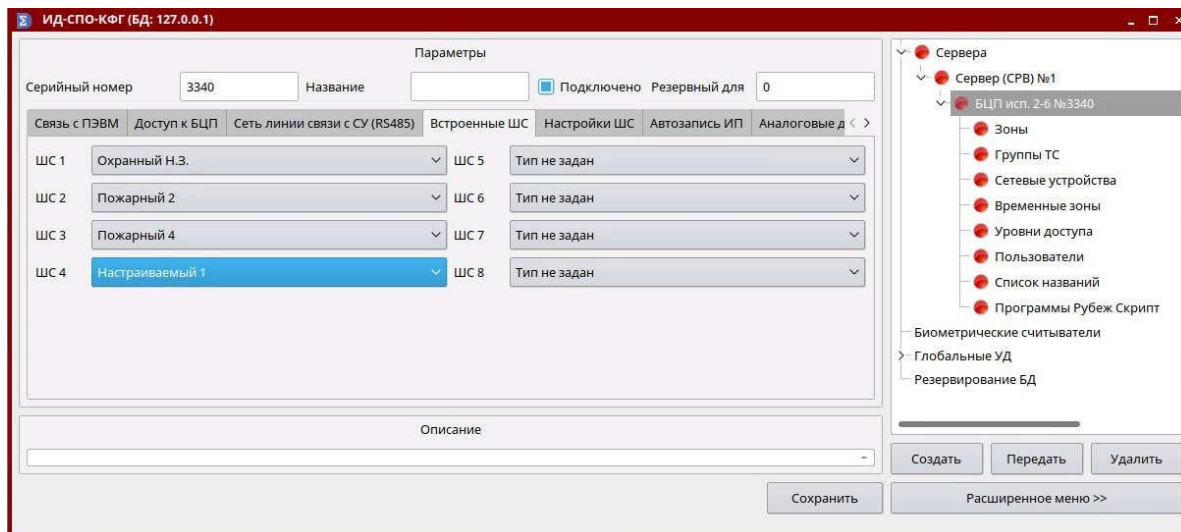 ИД-СПО-КФГ (БД: 127.0.0.1)
Параметры
Серийный номер 3340 Название Подключено Резервный для 0
Связь с ПЭВМ Доступ к БЦП Сеть линии связи с СУ (RS485) Встроенные ШС Настройки ШС Автозапись ИП Аналоговые д
ШС 1 Охранный Н.З. ШС 5 Тип не задан
ШС 2 Пожарный 2 ШС 6 Тип не задан
ШС 3 Пожарный 4 ШС 7 Тип не задан
ШС 4 Настраиваемый 1 ШС 8 Тип не задан
Описание
Сохранить
Сервера
Сервер (СРВ) №1
БЦП исп. 2-6 №3340
Зоны
Группы ТС
Сетевые устройства
Временные зоны
Уровни доступа
Пользователи
Список названий
Программы Рубеж Скрипт
Биометрические считыватели
Глобальные УД
Резервирование БД
Создать Передать Удалить
Расширенное меню >>